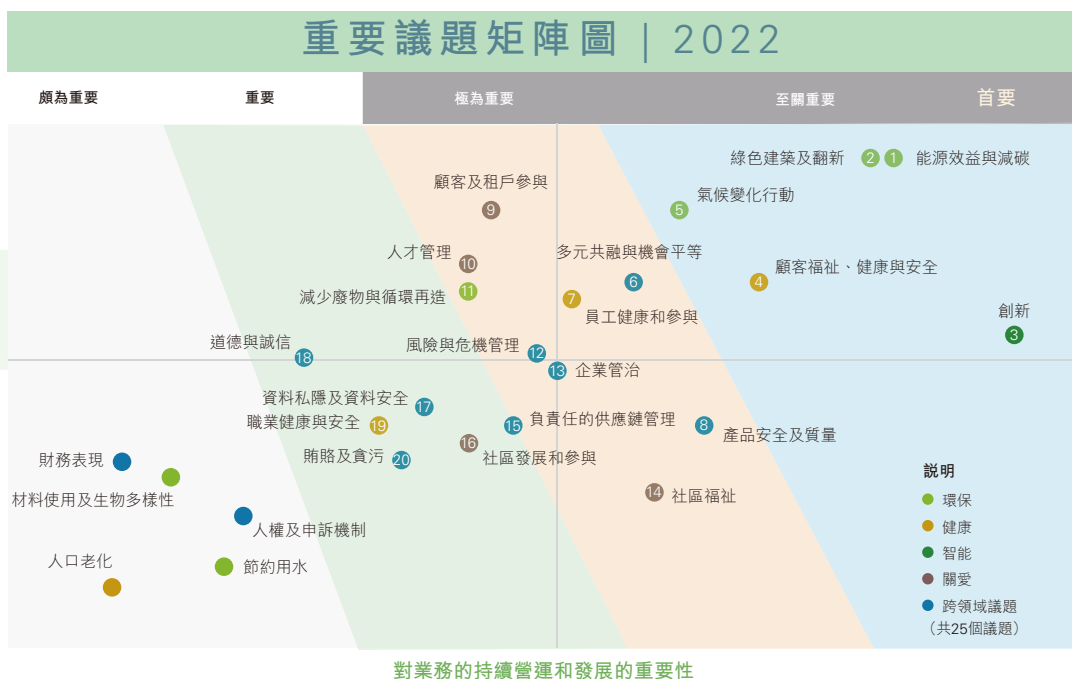 重要議題矩陣圖 | 2022
頗為重要
重要
極為重要
至關重要
首要
綠色建築及翻新 2 1 能源效益與減碳
顧客及租戶參與
9
氣候變化行動
5
人才管理
10
多元共融與機會平等
6
顧客福祉、健康與安全
4
減少廢物與循環再造 11
7
員工健康和參與
創新
3
道德與誠信
18
風險與危機管理 12
13 企業管治
資料私隱及資料安全 17
職業健康與安全 19
15 負責任的供應鏈管理
8 產品安全及質量
16 社區發展和參與
賄賂及貪污 20
財務表現
材料使用及生物多樣性
14 社區福祉
人權及申訴機制
人口老化
節約用水
説明
環保
健康
智能
關愛
跨領域議題
（共25個議題）
對業務的持續營運和發展的重要性